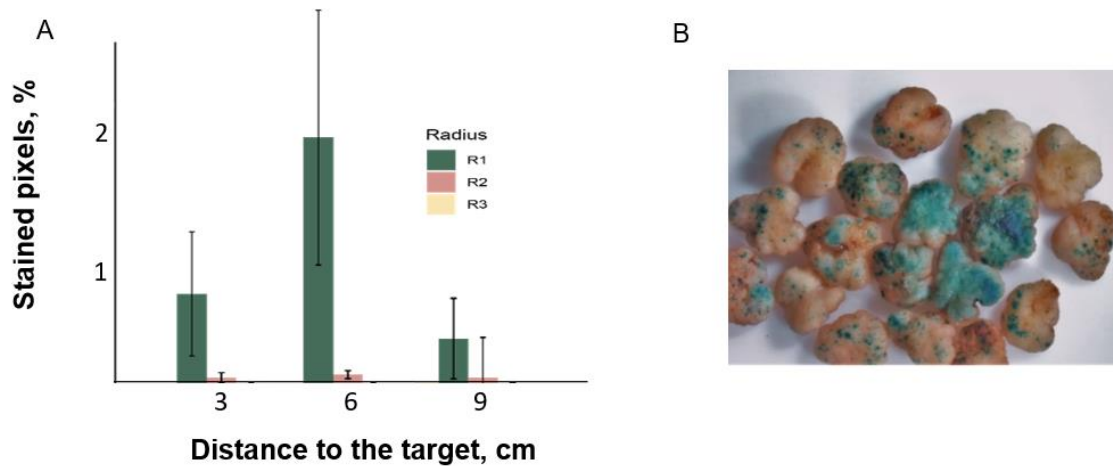 A
B
Stained pixels, %
2
1
Radius
R1
R2
R3
3 6 9
Distance to the target, cm